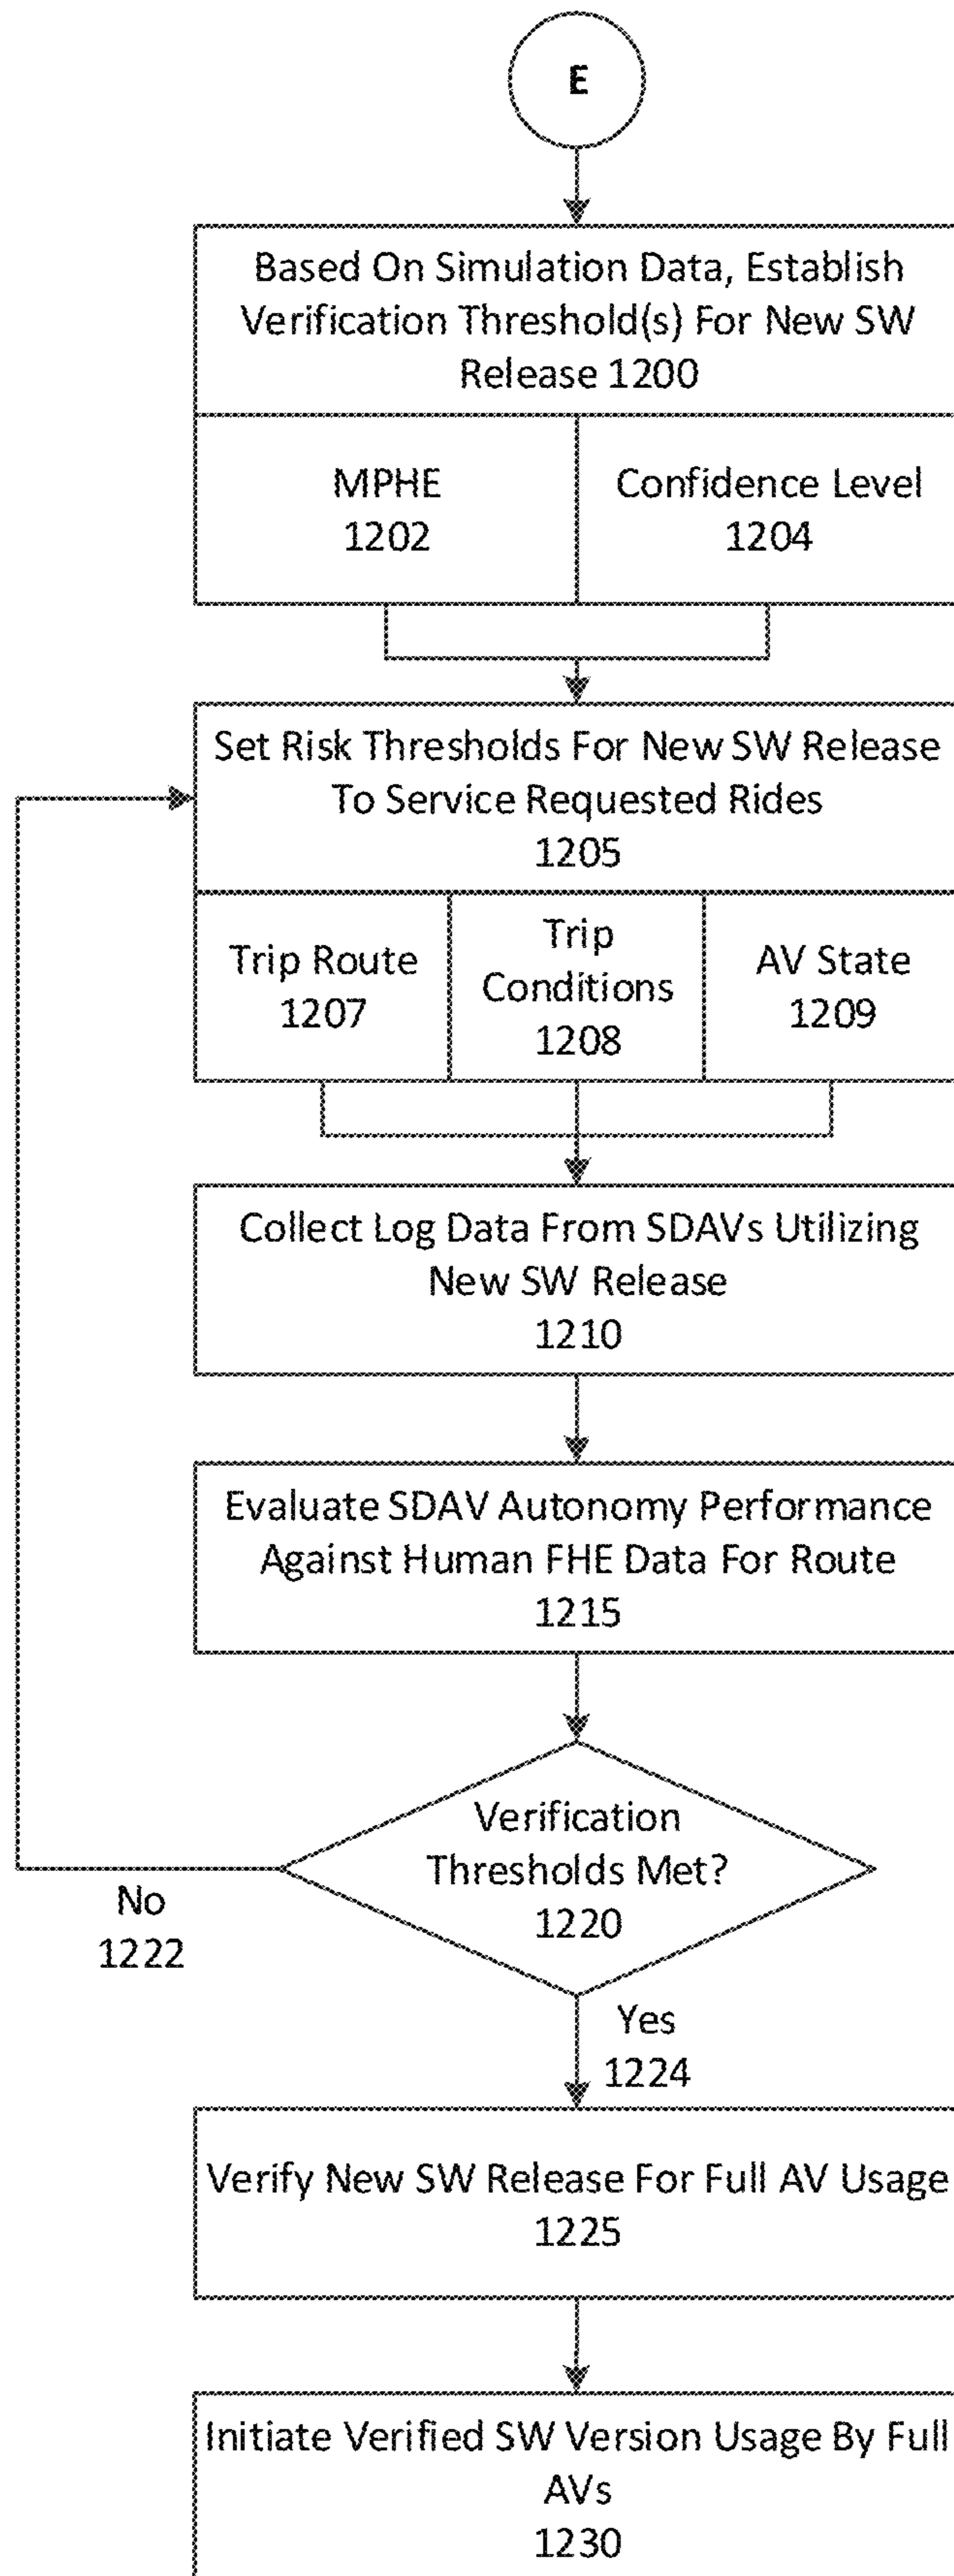 E
Based On Simulation Data, Establish
Verification Threshold(s) For New SW
Release 1200
MPHE
1202
Confidence Level
1204
Set Risk Thresholds For New SW Release
To Service Requested Rides
1205
Trip Route
1207
Trip
Conditions
1208
AV State
1209
Collect Log Data From SDAVs Utilizing
New SW Release
1210
Evaluate SDAV Autonomy Performance
Against Human FHE Data For Route
1215
Verification
Thresholds Met?
1220
No
1222
Yes
1224
Verify New SW Release For Full AV Usage
1225
Initiate Verified SW Version Usage By Full
AVs
1230